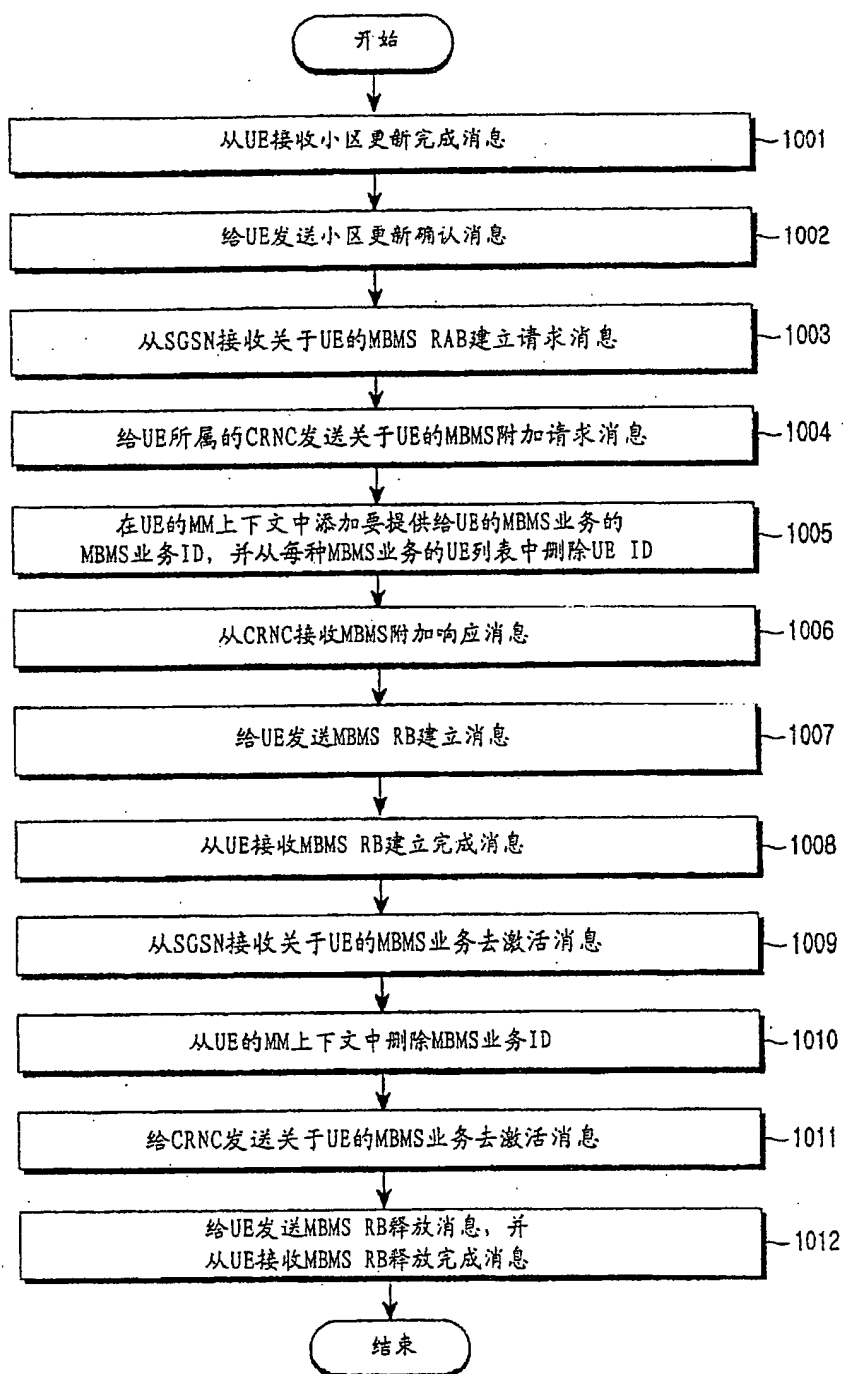 开始
从UE接收小区更新完成消息
1001
给UE发送小区更新确认消息
1002
从SGSN接收关于UE的MBMS RAB建立请求消息
1003
给UE所属的CRNC发送关于UE的MBMS附加请求消息
1004
在UE的MM上下文中添加要提供给UE的MBMS业务的
MBMS业务ID, 并从每种MBMS业务的UE列表中删除UE ID
1005
从CRNC接收MBMS附加响应消息
1006
给UE发送MBMS RB建立消息
1007
从UE接收MBMS RB建立完成消息
1008
从SGSN接收关于UE的MBMS业务去激活消息
1009
从UE的MM上下文中删除MBMS业务ID
1010
给CRNC发送关于UE的MBMS业务去激活消息
1011
给UE发送MBMS RB释放消息, 并
从UE接收MBMS RB释放完成消息
1012
结束